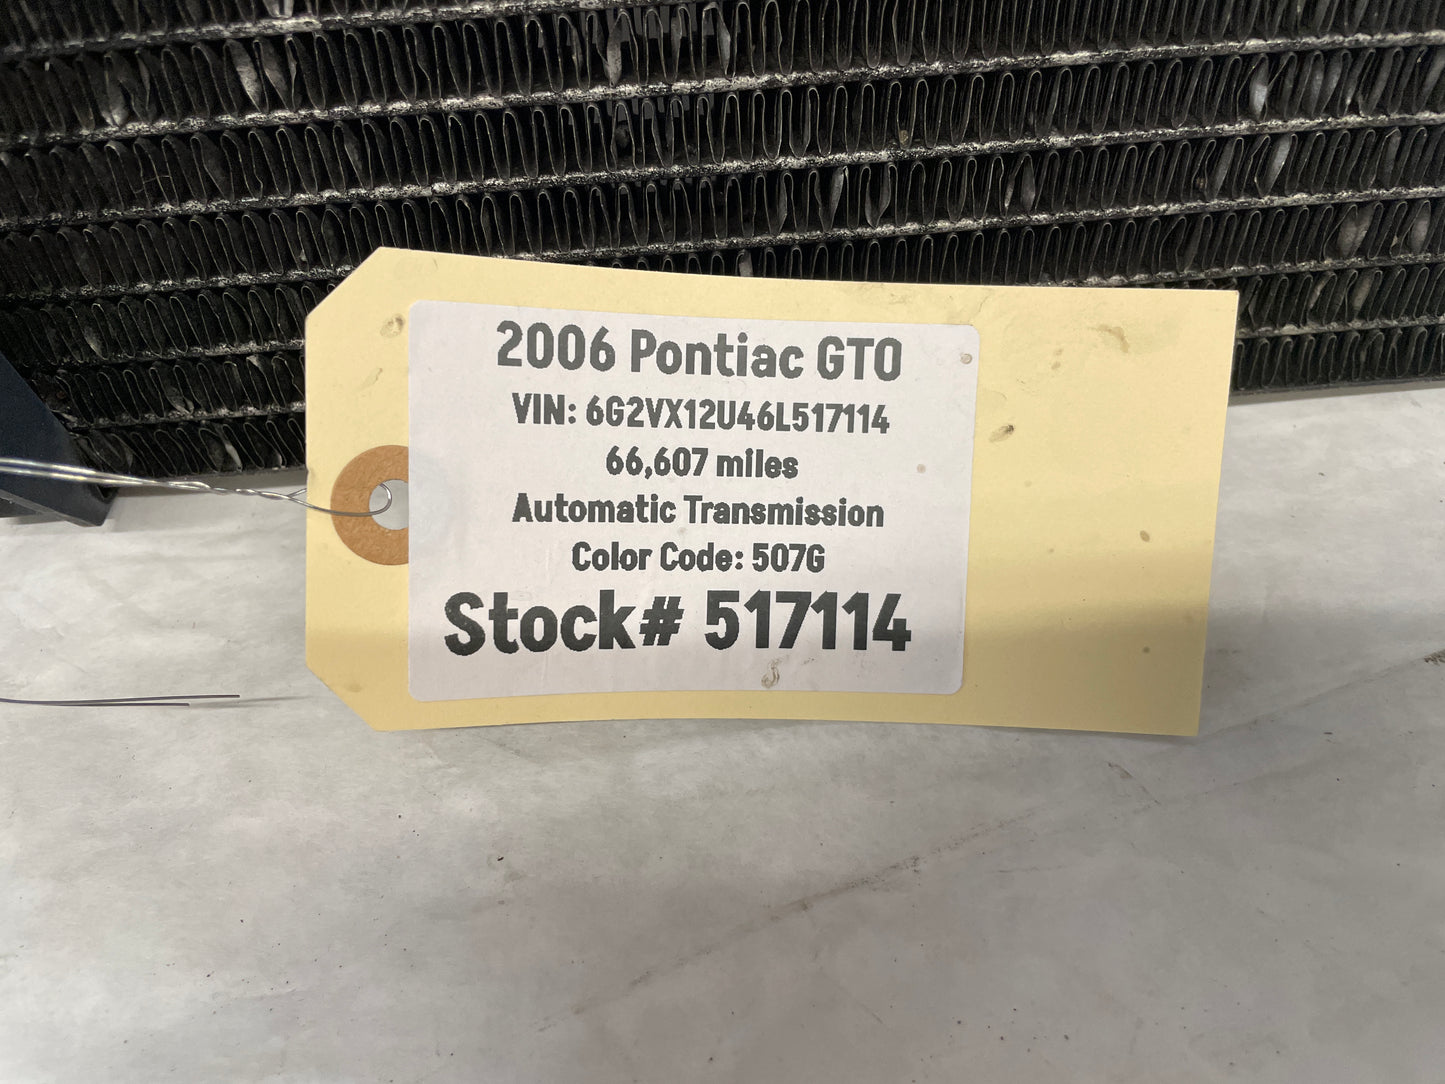 2006 Pontiac GTO
VIN: 6G2VX12U46L517114
66,607 miles
Automatic Transmission
Color Code: 507G
Stock# 517114